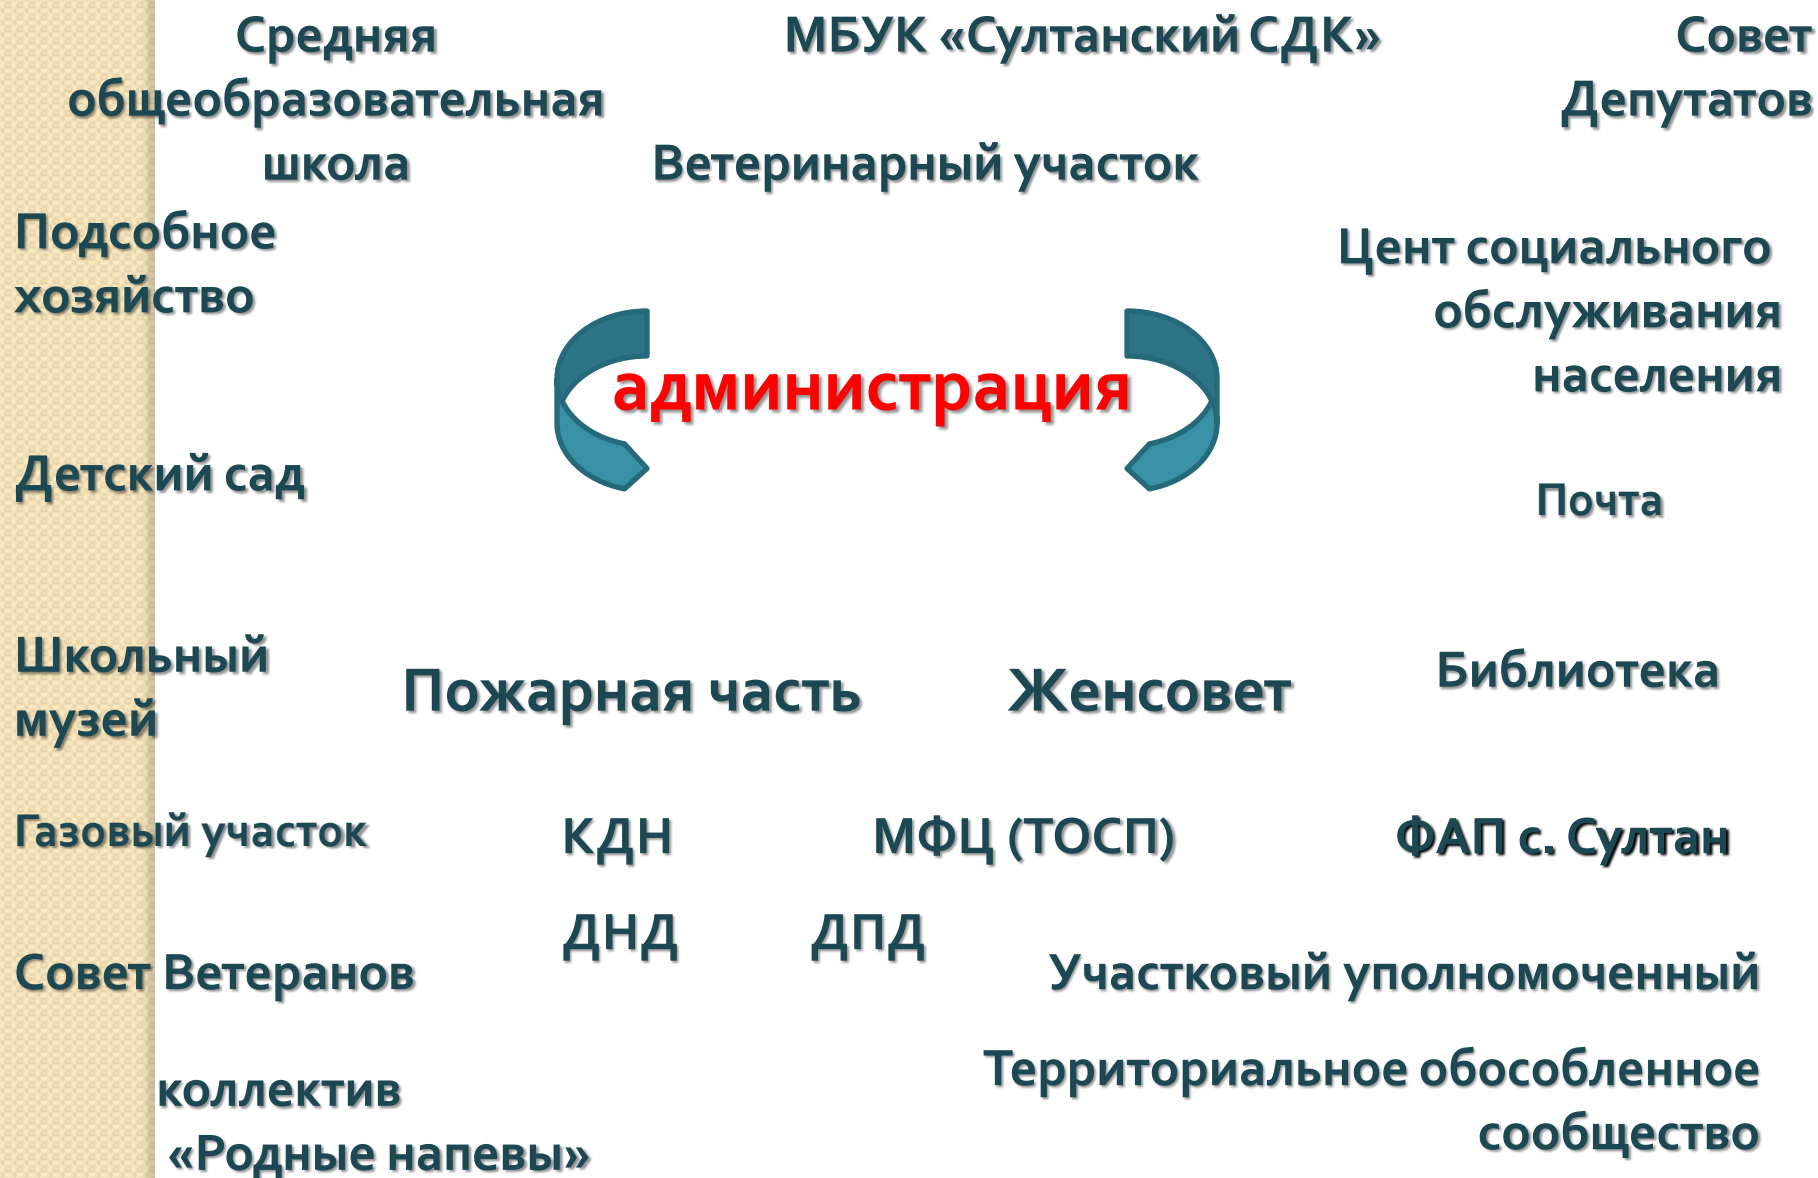 Средняя
общеобразовательная
школа
МБУК «Султанский СДК»
Совет
Депутатов
Ветеринарный участок
Подсобное
хозяйство
Цент социального
обслуживания
населения
администрация
Детский сад
Почта
Школьный
музей
Пожарная часть
Женсовет
Библиотека
Газовый участок
КДН
МФЦ (ТОСП)
ФАП с. Султан
ДНД
ДПД
Совет Ветеранов
Участковый уполномоченный
коллектив
«Родные напевы»
Территориальное обособленное
сообщество